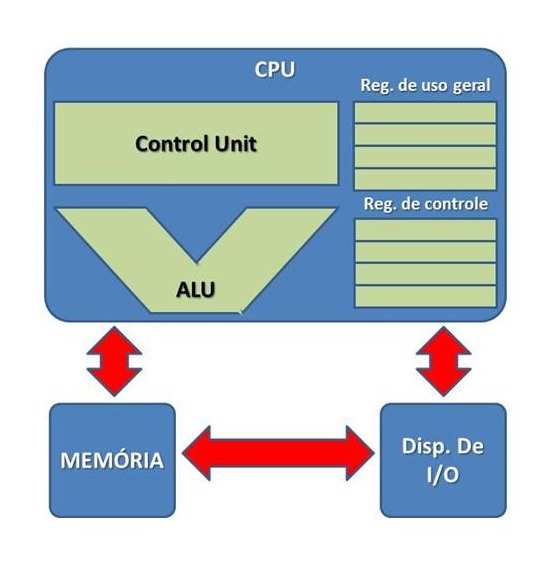 CPU
Reg. de uso geral
Control Unit
Reg. de controle
ALU
MEMÓRIA
Disp. De
I/O